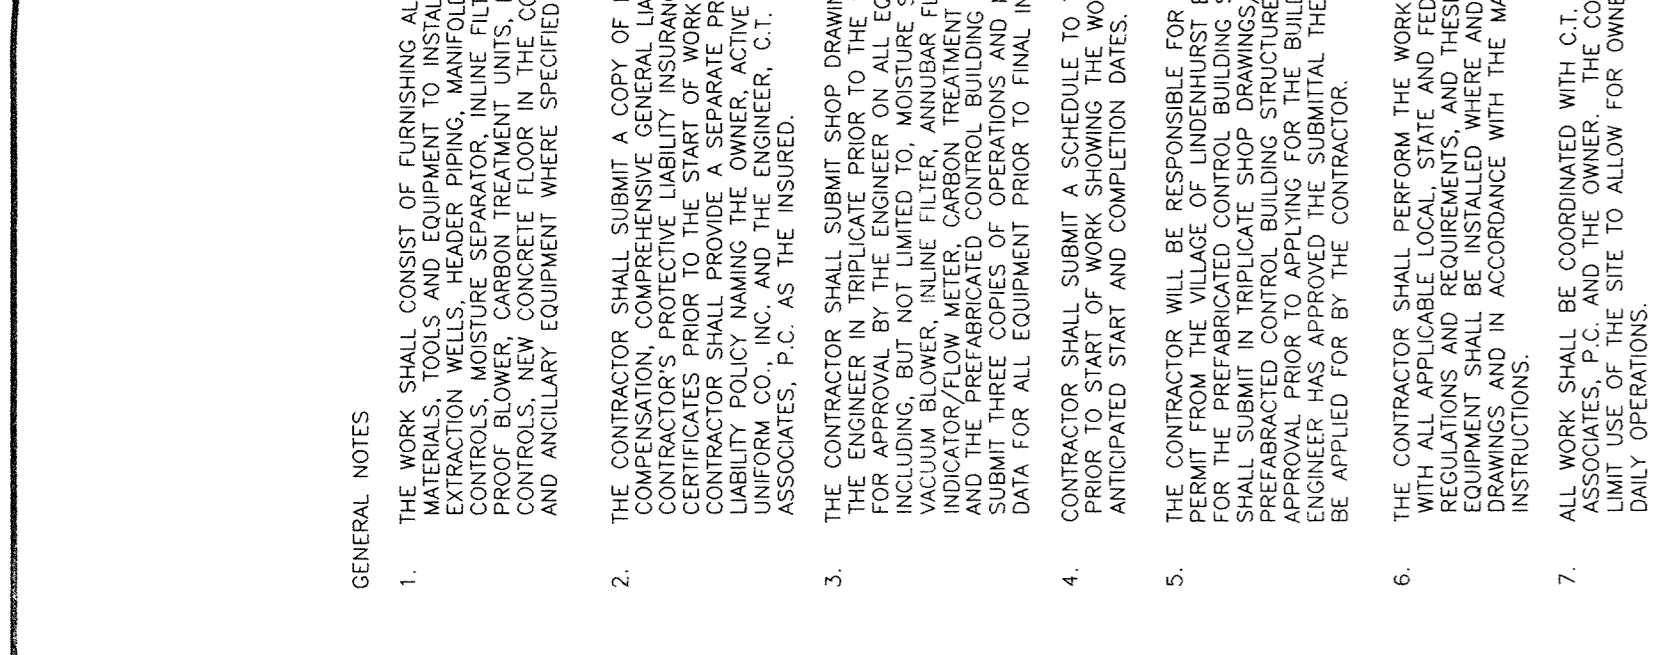 GENERAL NOTES
1. THE WORK SHALL CONSIST OF FURNISHING AL
MATERIALS, TOOLS AND EQUIPMENT TO INSTAL
EXTRACTION WELLS, HEADER PIPING, MANIFOLD
CONTROLS, MOISTURE SEPARATOR, INLINE FILT
PROOF BLOWER, CARBON TREATMENT UNITS,
CONTROLS, NEW CONCRETE FLOOR IN THE CO
AND ANCILLARY EQUIPMENT WHERE SPECIFIED
2. THE CONTRACTOR SHALL SUBMIT A COPY OF
COMPENSATION, COMPREHENSIVE GENERAL LIA
CONTRACTOR'S PROTECTIVE LIABILITY INSURANC
CERTIFICATES PRIOR TO THE START OF WORK
CONTRACTOR SHALL PROVIDE A SEPARATE PR
LIABILITY POLICY NAMING THE OWNER, ACTIVE
UNIFORM CO., INC. AND THE ENGINEER, C.T.
ASSOCIATES, P.C. AS THE INSURED.
3. THE CONTRACTOR SHALL SUBMIT SHOP DRAWIN
THE ENGINEER IN TRIPLICATE PRIOR TO THE
FOR APPROVAL BY THE ENGINEER ON ALL EQ
INCLUDING, BUT NOT LIMITED TO, MOISTURE S
VACUUM BLOWER, INLINE FILTER, ANNUBAR FL
INDICATOR/FLOW METER, CARBON TREATMENT
AND THE PREFABRICATED CONTROL BUILDING
SUBMIT THREE COPIES OF OPERATIONS AND
DATA FOR ALL EQUIPMENT PRIOR TO FINAL IN
4. CONTRACTOR SHALL SUBMIT A SCHEDULE TO
PRIOR TO START OF WORK SHOWING THE WO
ANTICIPATED START AND COMPLETION DATES.
5. THE CONTRACTOR WILL BE RESPONSIBLE FOR
PERMIT FROM THE VILLAGE OF LINDENHURST B
FOR THE PREFABRICATED CONTROL BUILDING S
SHALL SUBMIT IN TRIPLICATE SHOP DRAWINGS,
PREFABRACTED CONTROL BUILDING STRUCTURE
APPROVAL PRIOR TO APPLYING FOR THE BUILD
ENGINEER HAS APPROVED THE SUBMITTAL THE
BE APPLIED FOR BY THE CONTRACTOR.
6. THE CONTRACTOR SHALL PERFORM THE WORK
WITH ALL APPLICABLE LOCAL, STATE AND FED
REGULATIONS AND REQUIREMENTS, AND THESE
EQUIPMENT SHALL BE INSTALLED WHERE AND
DRAWINGS AND IN ACCORDANCE WITH THE MA
INSTRUCTIONS.
7. ALL WORK SHALL BE COORDINATED WITH C.T.
ASSOCIATES, P.C. AND THE OWNER. THE CO
LIMIT USE OF THE SITE TO ALLOW FOR OWNE
DAILY OPERATIONS.